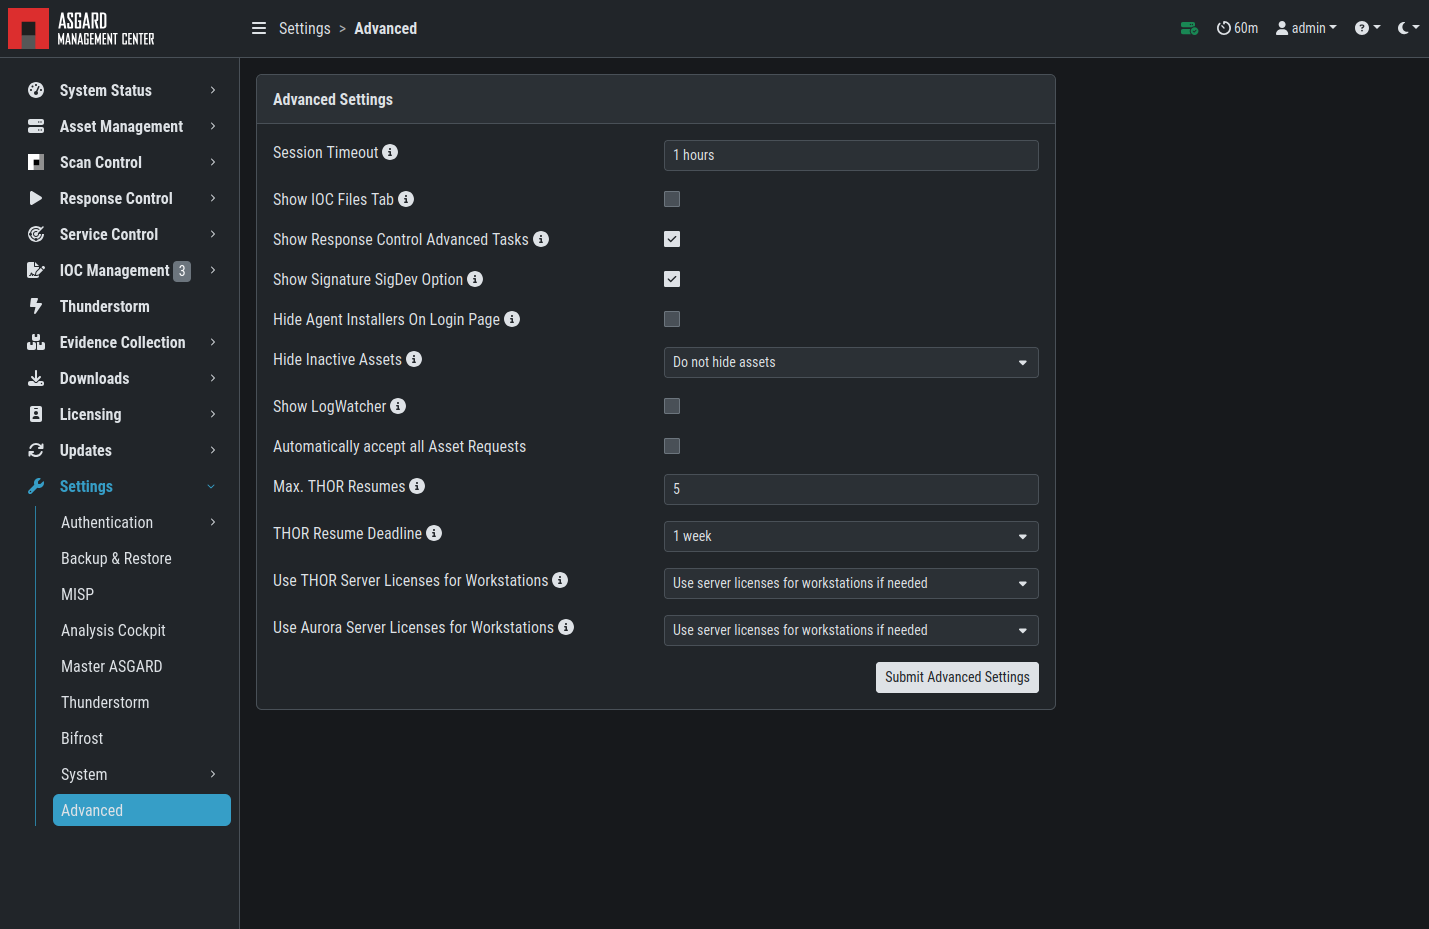 ASGARD
MANAGEMENT CENTER
Settings > Advanced
60m
admin
System Status
Asset Management
Scan Control
Response Control
Service Control
IOC Management 3
Thunderstorm
Evidence Collection
Downloads
Licensing
Updates
Settings
Authentication
Backup & Restore
MISP
Analysis Cockpit
Master ASGARD
Thunderstorm
Bifrost
System
Advanced
Advanced Settings
Session Timeout
1 hours
Show IOC Files Tab
Show Response Control Advanced Tasks
Show Signature SigDev Option
Hide Agent Installers On Login Page
Hide Inactive Assets
Do not hide assets
Show LogWatcher
Automatically accept all Asset Requests
Max. THOR Resumes
5
THOR Resume Deadline
1 week
Use THOR Server Licenses for Workstations
Use server licenses for workstations if needed
Use Aurora Server Licenses for Workstations
Use server licenses for workstations if needed
Submit Advanced Settings